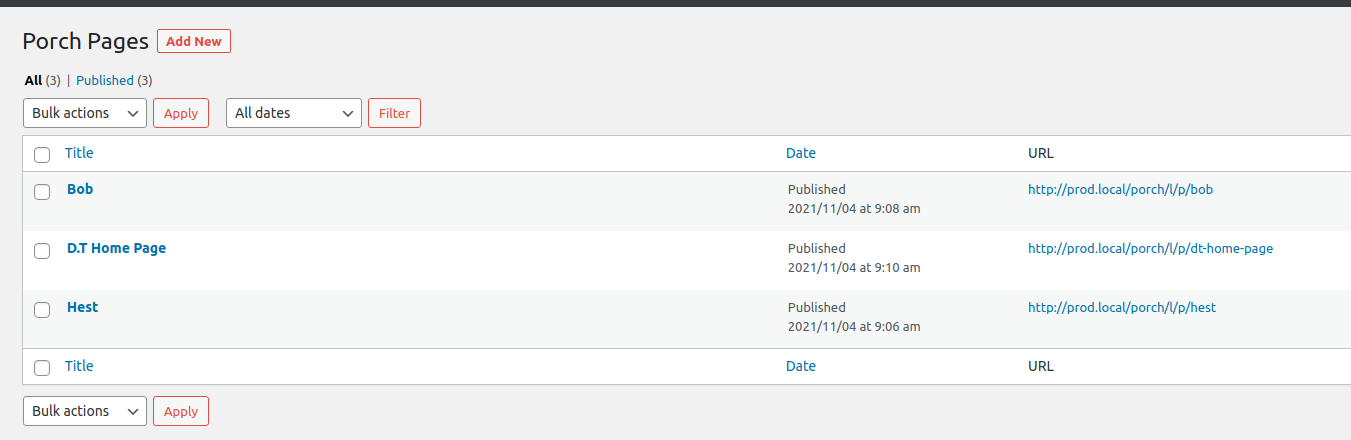 Porch Pages Add New
All (3) | Published (3)
Bulk actions Apply All dates Filter
Title Date URL
Bob Published http://prod.local/porch/l/p/bob
2021/11/04 at 9:08 am
D.T Home Page Published http://prod.local/porch/l/p/dt-home-page
2021/11/04 at 9:10 am
Hest Published http://prod.local/porch/l/p/hest
2021/11/04 at 9:06 am
Title Date URL
Bulk actions Apply